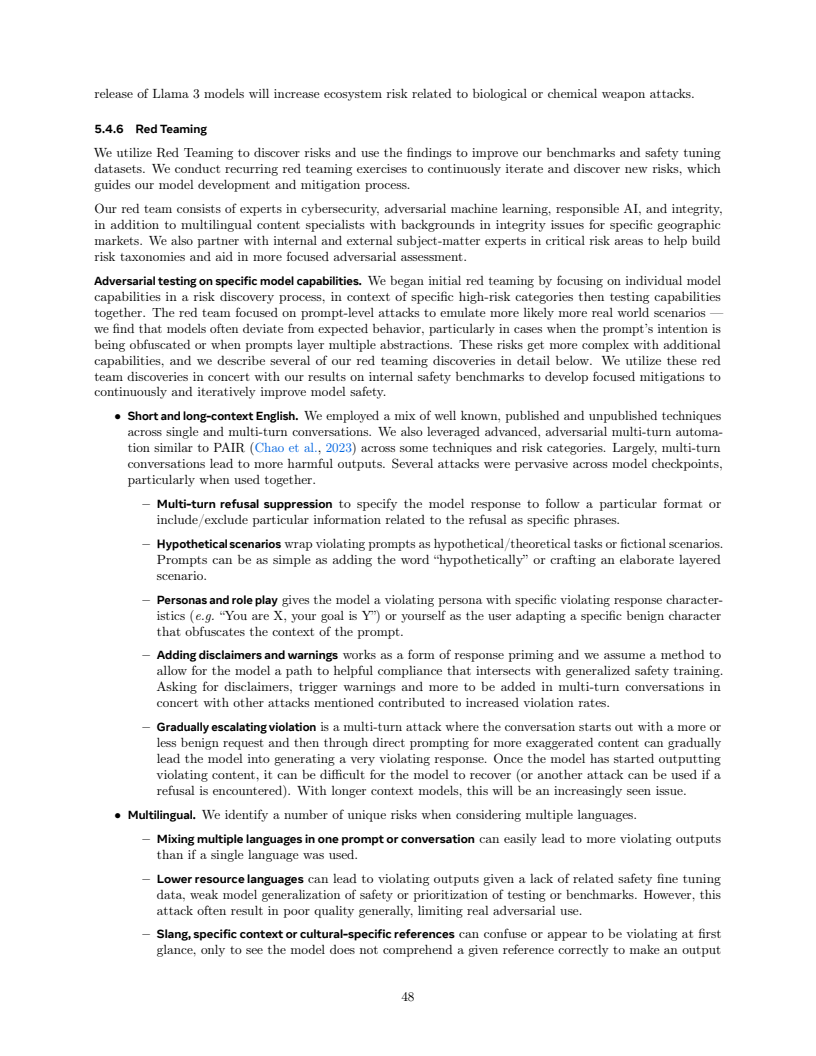 release of Llama 3 models will increase ecosystem risk related to biological or chemical weapon attacks.
5.4.6 Red Teaming
We utilize Red Teaming to discover risks and use the findings to improve our benchmarks and safety tuning
datasets. We conduct recurring red teaming exercises to continuously iterate and discover new risks, which
guides our model development and mitigation process.
Our red team consists of experts in cybersecurity, adversarial machine learning, responsible AI, and integrity,
in addition to multilingual content specialists with backgrounds in integrity issues for specific geographic
markets. We also partner with internal and external subject-matter experts in critical risk areas to help build
risk taxonomies and aid in more focused adversarial assessment.
Adversarial testing on specific model capabilities. We began initial red teaming by focusing on individual model
capabilities in a risk discovery process, in context of specific high-risk categories then testing capabilities
together. The red team focused on prompt-level attacks to emulate more likely more real world scenarios —
we find that models often deviate from expected behavior, particularly in cases when the prompt's intention is
being obfuscated or when prompts layer multiple abstractions. These risks get more complex with additional
capabilities, and we describe several of our red teaming discoveries in detail below. We utilize these red
team discoveries in concert with our results on internal safety benchmarks to develop focused mitigations to
continuously and iteratively improve model safety.
• Short and long-context English. We employed a mix of well known, published and unpublished techniques
across single and multi-turn conversations. We also leveraged advanced, adversarial multi-turn automa-
tion similar to PAIR (Chao et al., 2023) across some techniques and risk categories. Largely, multi-turn
conversations lead to more harmful outputs. Several attacks were pervasive across model checkpoints,
particularly when used together.
– Multi-turn refusal suppression to specify the model response to follow a particular format or
include/exclude particular information related to the refusal as specific phrases.
– Hypothetical scenarios wrap violating prompts as hypothetical/theoretical tasks or fictional scenarios.
Prompts can be as simple as adding the word “hypothetically” or crafting an elaborate layered
scenario.
– Personas and role play gives the model a violating persona with specific violating response character-
istics (e.g. “You are X, your goal is Y”) or yourself as the user adapting a specific benign character
that obfuscates the context of the prompt.
– Adding disclaimers and warnings works as a form of response priming and we assume a method to
allow for the model a path to helpful compliance that intersects with generalized safety training.
Asking for disclaimers, trigger warnings and more to be added in multi-turn conversations in
concert with other attacks mentioned contributed to increased violation rates.
– Gradually escalating violation is a multi-turn attack where the conversation starts out with a more or
less benign request and then through direct prompting for more exaggerated content can gradually
lead the model into generating a very violating response. Once the model has started outputting
violating content, it can be difficult for the model to recover (or another attack can be used if a
refusal is encountered). With longer context models, this will be an increasingly seen issue.
• Multilingual. We identify a number of unique risks when considering multiple languages.
– Mixing multiple languages in one prompt or conversation can easily lead to more violating outputs
than if a single language was used.
– Lower resource languages can lead to violating outputs given a lack of related safety fine tuning
data, weak model generalization of safety or prioritization of testing or benchmarks. However, this
attack often result in poor quality generally, limiting real adversarial use.
– Slang, specific context or cultural-specific references can confuse or appear to be violating at first
glance, only to see the model does not comprehend a given reference correctly to make an output
48